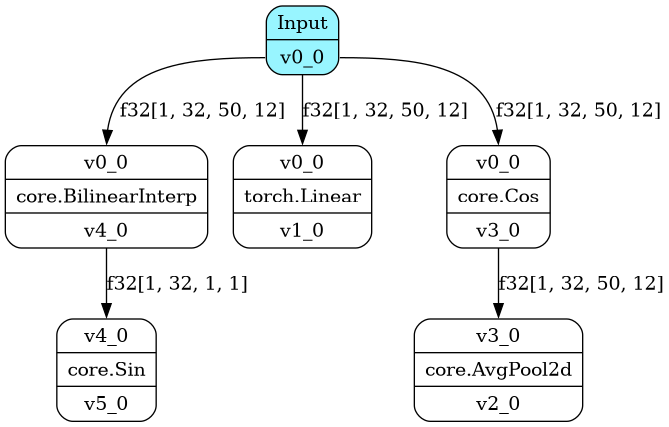 Input
v0_0
f32[1, 32, 50, 12]
f32[1, 32, 50, 12]
f32[1, 32, 50, 12]
v0_0
core.BilinearInterp
v4_0
v0_0
torch.Linear
v1_0
v0_0
core.Cos
v3_0
f32[1, 32, 1, 1]
f32[1, 32, 50, 12]
v4_0
core.Sin
v5_0
v3_0
core.AvgPool2d
v2_0